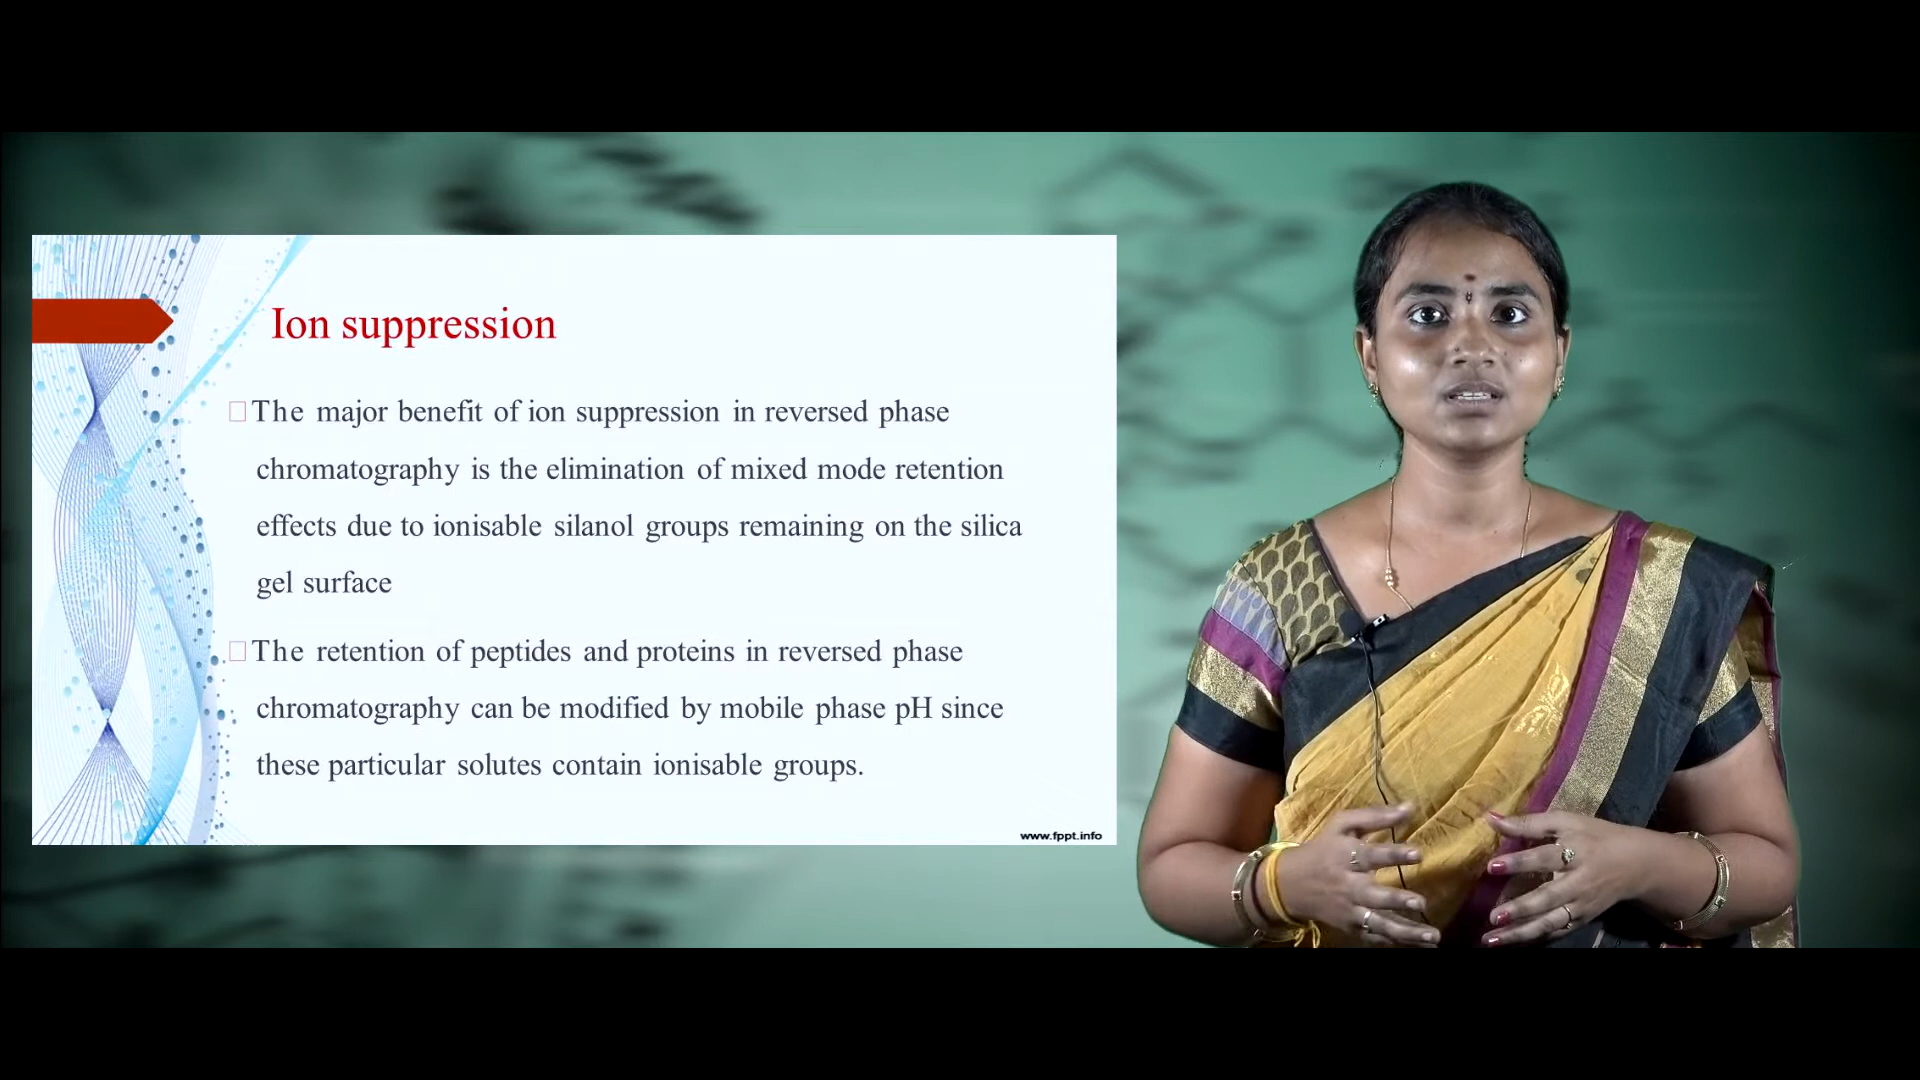 Ion suppression
The major benefit of ion suppression in reversed phase
chromatography is the elimination of mixed mode retention
effects due to ionisable silanol groups remaining on the silica
gel surface
The retention of peptides and proteins in reversed phase
chromatography can be modified by mobile phase pH since
these particular solutes contain ionisable groups.
www.fppt.info